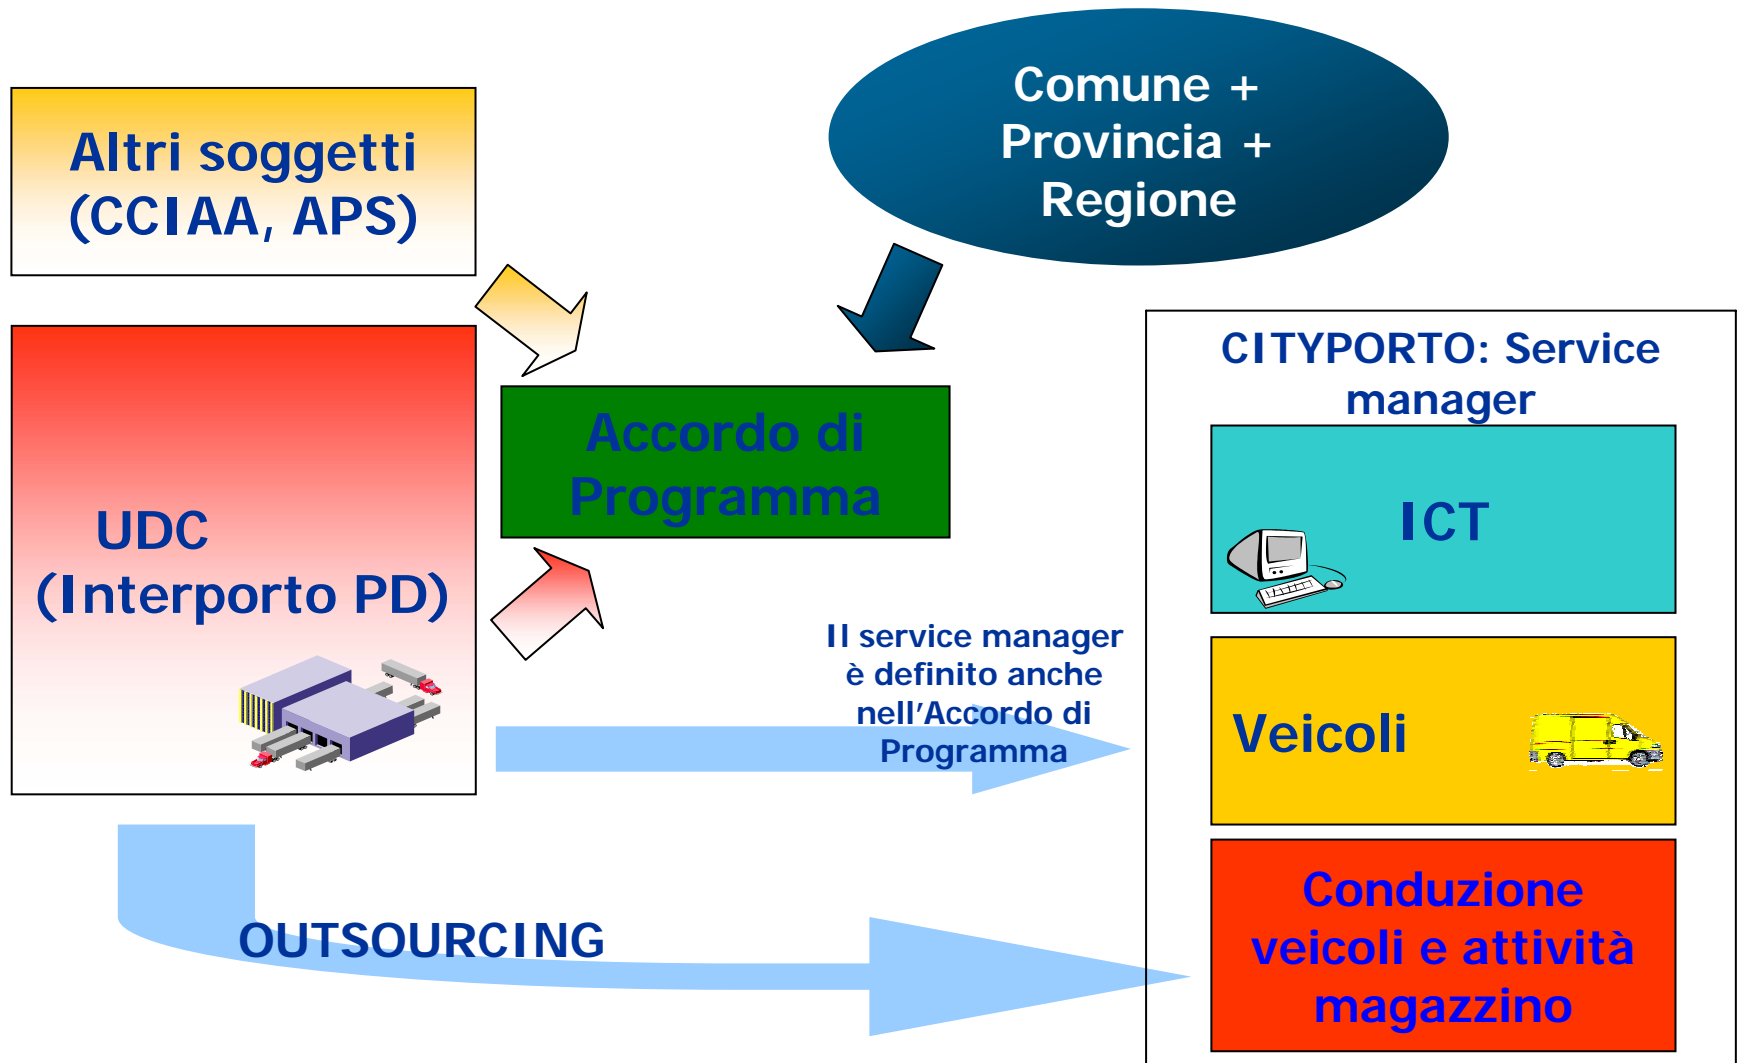 Comune +
Provincia +
Regione
Altri soggetti
(CCIAA, APS)
CITYPORTO: Service
manager
Accordo di
Programma
ICT
UDC
(Interporto PD)
Il service manager
è definito anche
nell'Accordo di
Programma
Veicoli
OUTSOURCING
Conduzione
veicoli e attività
magazzino